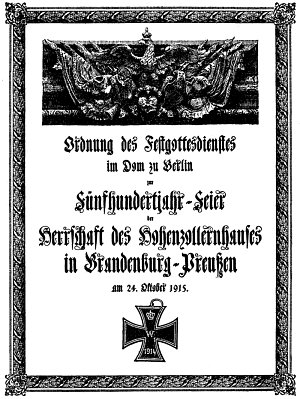 Ordnung des Festgottesdienstes
im Dom zu Berlin
zur
Fünfhundertjahr-Feier
der
Herrschaft des Hohenzollernhauses
in Brandenburg-Preußen
am 24. Oktober 1915.
W
1914